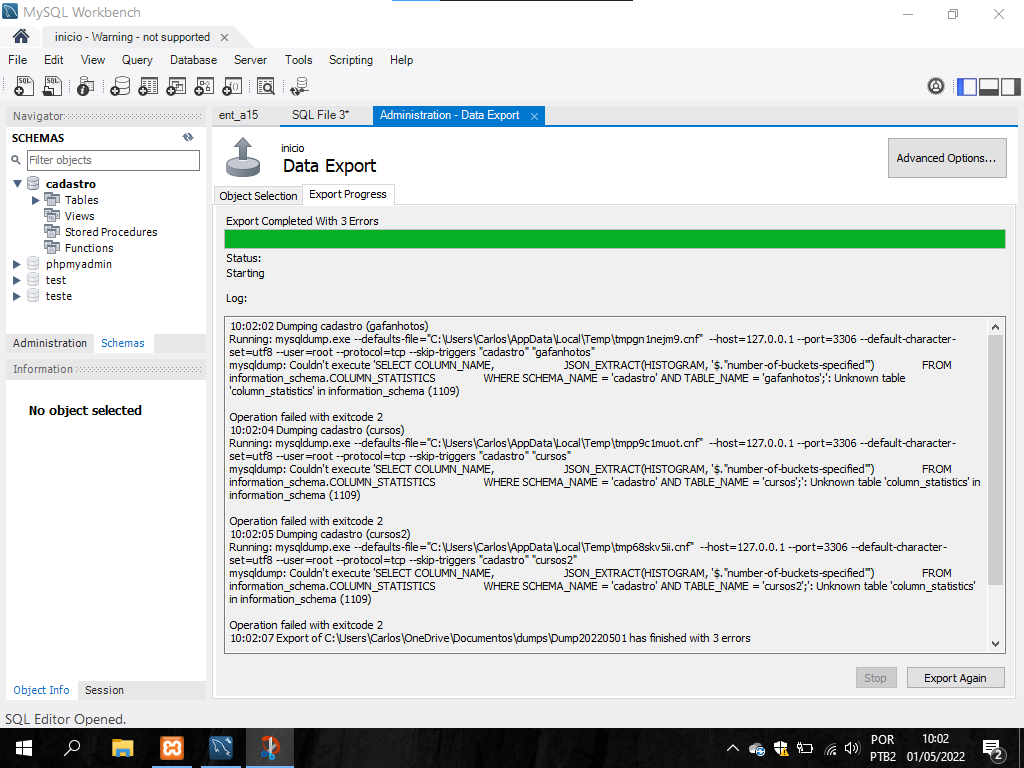 MySQL Workbench
inicio - Warning - not supported
File Edit View Query Database Server Tools Scripting Help
Navigator
SCHEMAS
Filter objects
cadastro
Tables
Views
Stored Procedures
Functions
phpmyadmin
test
teste
Administration Schemas
Information
No object selected
Object Info Session
ent_a15 SQL File 3* Administration - Data Export
inicio
Data Export
Advanced Options...
Object Selection Export Progress
Export Completed With 3 Errors
Status:
Starting
Log:
10:02:02 Dumping cadastro (gafanhotos)
Running: mysqldump.exe --defaults-file="C:\Users\Carlos\AppData\Local\Temp\tmpgn1nejm9.cnf" --host=127.0.0.1 --port=3306 --default-character-
set=utf8 --user=root --protocol=tcp --skip-triggers "cadastro" "gafanhotos"
mysqldump: Couldn't execute 'SELECT COLUMN_NAME, JSON_EXTRACT(HISTOGRAM, '$."number-of-buckets-specified"') FROM
information_schema.COLUMN_STATISTICS WHERE SCHEMA_NAME = 'cadastro' AND TABLE_NAME = 'gafanhotos';': Unknown table
'column_statistics' in information_schema (1109)
Operation failed with exitcode 2
10:02:04 Dumping cadastro (cursos)
Running: mysqldump.exe --defaults-file="C:\Users\Carlos\AppData\Local\Temp\tmpp9c1muot.cnf" --host=127.0.0.1 --port=3306 --default-character-
set=utf8 --user=root --protocol=tcp --skip-triggers "cadastro" "cursos"
mysqldump: Couldn't execute 'SELECT COLUMN_NAME, JSON_EXTRACT(HISTOGRAM, '$."number-of-buckets-specified"') FROM
information_schema.COLUMN_STATISTICS WHERE SCHEMA_NAME = 'cadastro' AND TABLE_NAME = 'cursos';': Unknown table 'column_statistics' in
information_schema (1109)
Operation failed with exitcode 2
10:02:05 Dumping cadastro (cursos2)
Running: mysqldump.exe --defaults-file="C:\Users\Carlos\AppData\Local\Temp\tmp68skv5ii.cnf" --host=127.0.0.1 --port=3306 --default-character-
set=utf8 --user=root --protocol=tcp --skip-triggers "cadastro" "cursos2"
mysqldump: Couldn't execute 'SELECT COLUMN_NAME, JSON_EXTRACT(HISTOGRAM, '$."number-of-buckets-specified"') FROM
information_schema.COLUMN_STATISTICS WHERE SCHEMA_NAME = 'cadastro' AND TABLE_NAME = 'cursos2';': Unknown table 'column_statistics'
in information_schema (1109)
Operation failed with exitcode 2
10:02:07 Export of C:\Users\Carlos\OneDrive\Documentos\dumps\Dump20220501 has finished with 3 errors
Stop Export Again
SQL Editor Opened.
POR
PTB2
10:02
01/05/2022
2